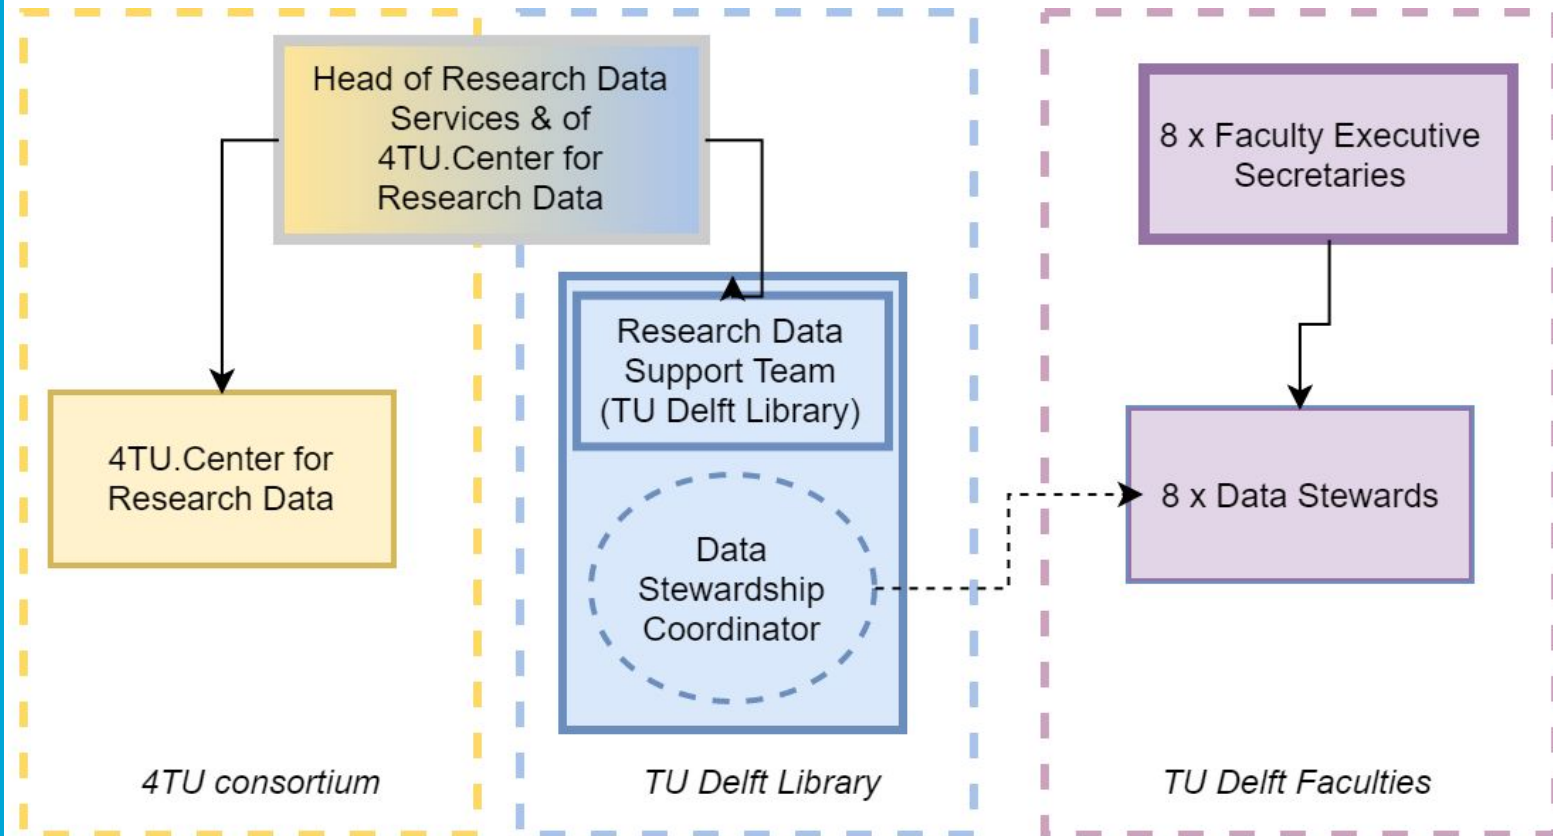 Head of Research Data
Services & of
4TU.Center for
Research Data
8 x Faculty Executive
Secretaries
Research Data
Support Team
(TU Delft Library)
4TU.Center for
Research Data
8 x Data Stewards
Data
Stewardship
Coordinator
4TU consortium
TU Delft Library
TU Delft Faculties